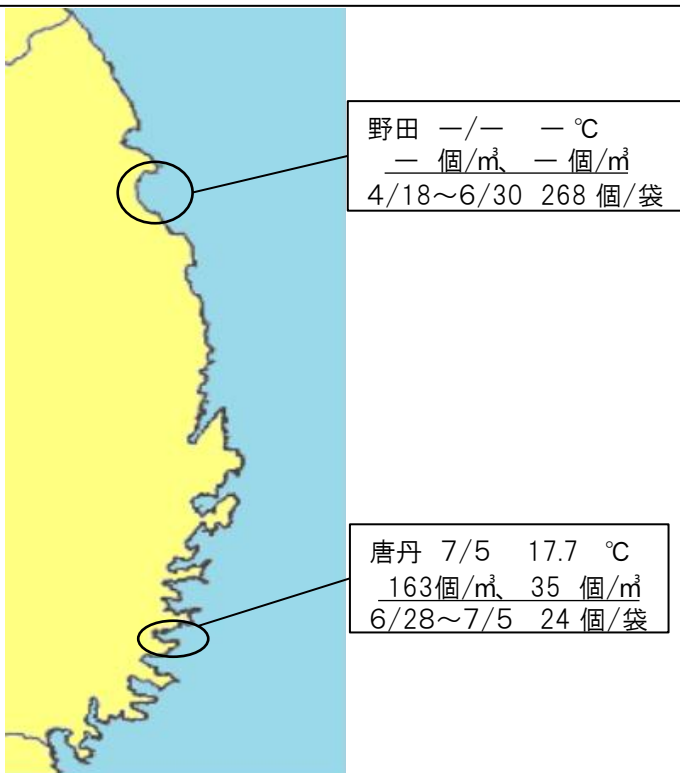 野田 ー/ー ー ℃
ー 個/㎥、 ー 個/㎥
4/18～6/30 268 個/袋
唐丹 7/5 17.7 ℃
163個/㎥、 35 個/㎥
6/28～7/5 24 個/袋